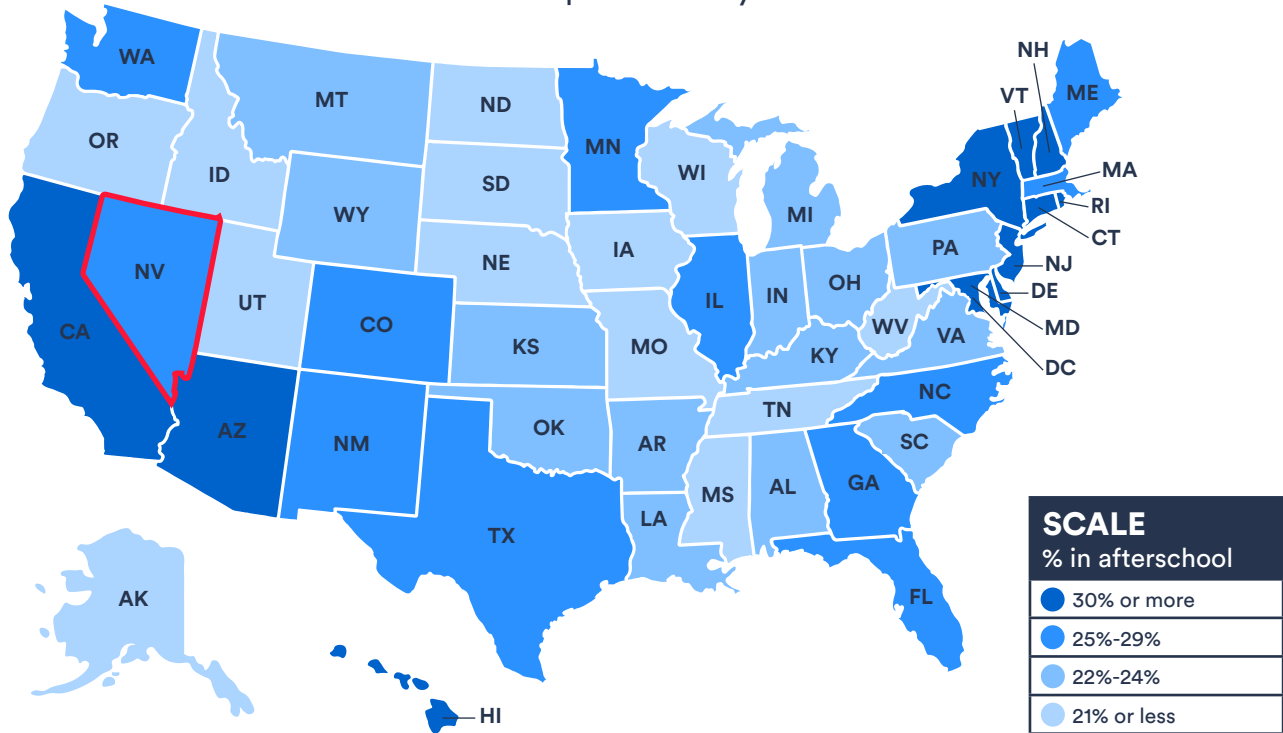 NH
WA
VT
ME
MT
ND
OR
MN
ID
SD
WI
NY
MA
WY
MI
RI
CT
IA
PA
NE
NV
NJ
OH
DE
UT
IL
IN
CO
WV
MD
CA
VA
KS
MO
KY
DC
NC
TN
AZ
OK
SC
NM
AR
GA
AL
MS
LA
TX
SCALE
% in afterschool
AK
FL
30% or more
25%-29%
22%-24%
HI
21% or less